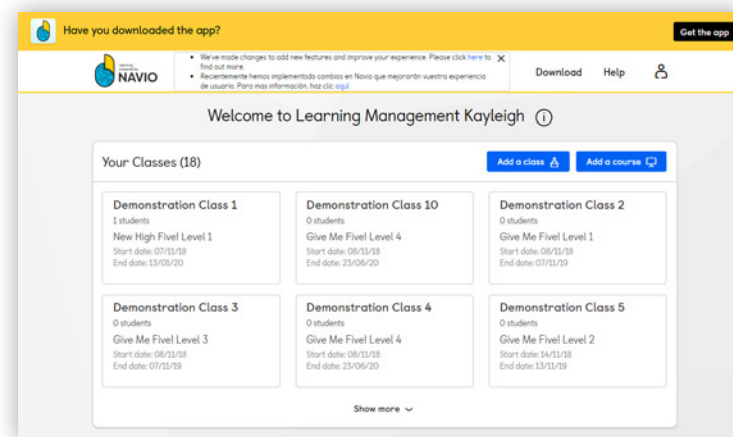 Have you downloaded the app?
Get the app
NAVIO
• We've made changes to add new features and improve your experience. Please click here to
find out more.
• Recientemente hemos implementado cambios en Navio que mejorarán vuestra experiencia
de usuario. Para mas información, haz clic aquí.
Download Help
Welcome to Learning Management Kayleigh
Your Classes (18)
Add a class
Add a course
Demonstration Class 1
1 students
New High Five! Level 1
Start date: 07/11/18
End date: 13/01/20
Demonstration Class 10
0 students
Give Me Five! Level 4
Start date: 08/11/18
End date: 23/06/20
Demonstration Class 2
0 students
Give Me Five! Level 1
Start date: 08/11/18
End date: 07/11/19
Demonstration Class 3
0 students
Give Me Five! Level 3
Start date: 08/11/18
End date: 07/11/19
Demonstration Class 4
0 students
Give Me Five! Level 4
Start date: 08/11/18
End date: 23/06/20
Demonstration Class 5
0 students
Give Me Five! Level 2
Start date: 14/11/18
End date: 13/11/19
Show more